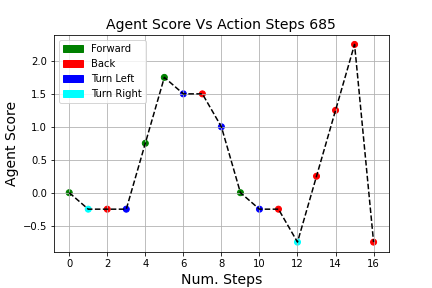 Agent Score Vs Action Steps 685
Forward
Back
Turn Left
Turn Right
2.0
1.5
1.0
0.5
0.0
−0.5
Agent Score
0 2 4 6 8 10 12 14 16
Num. Steps